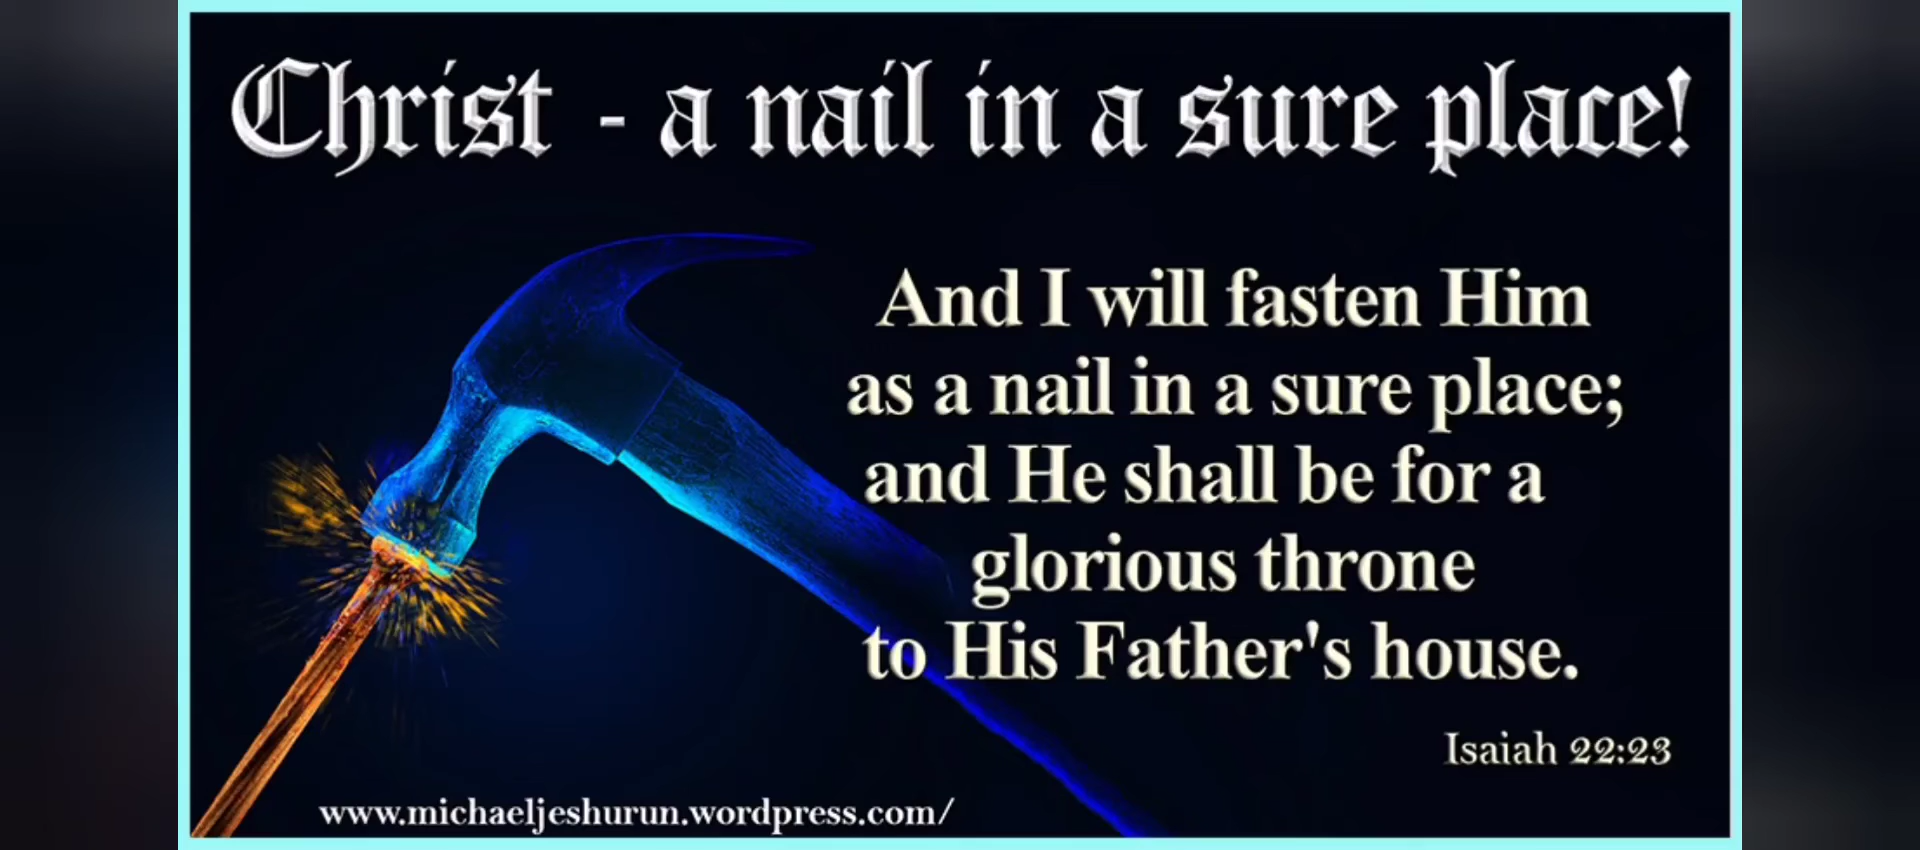 Christ - a nail in a sure place!
And I will fasten Him
as a nail in a sure place;
and He shall be for a
glorious throne
to His Father's house.
Isaiah 22:23
www.michaeljeshurun.wordpress.com/